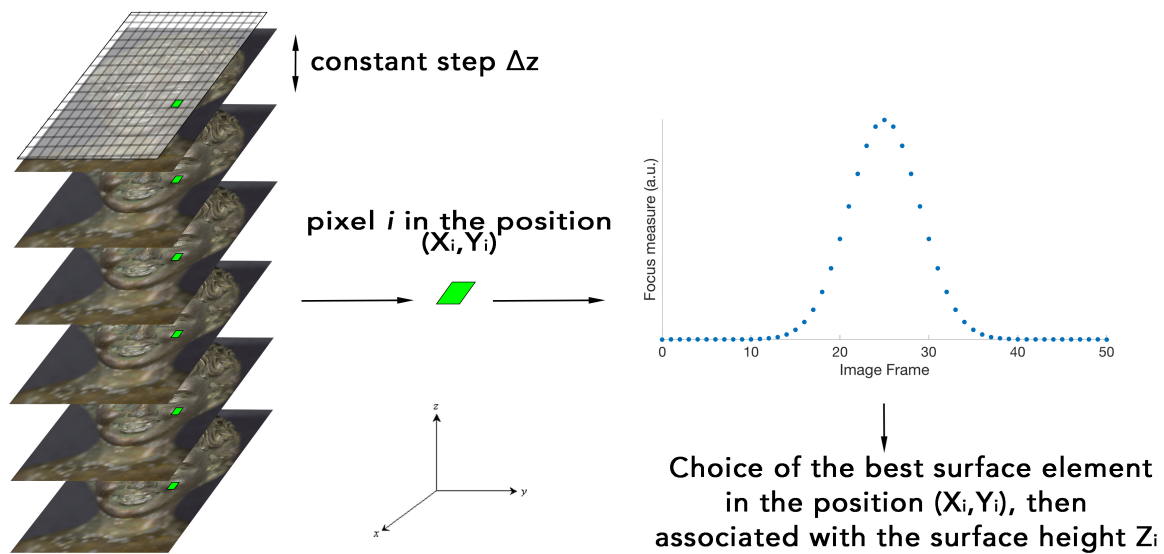 constant step Δz
pixel i in the position
(Xi,Yi)
z
y
x
Focus measure (a.u.)
0 10 20 30 40 50
Image Frame
Choice of the best surface element
in the position (Xi,Yi), then
associated with the surface height Zi